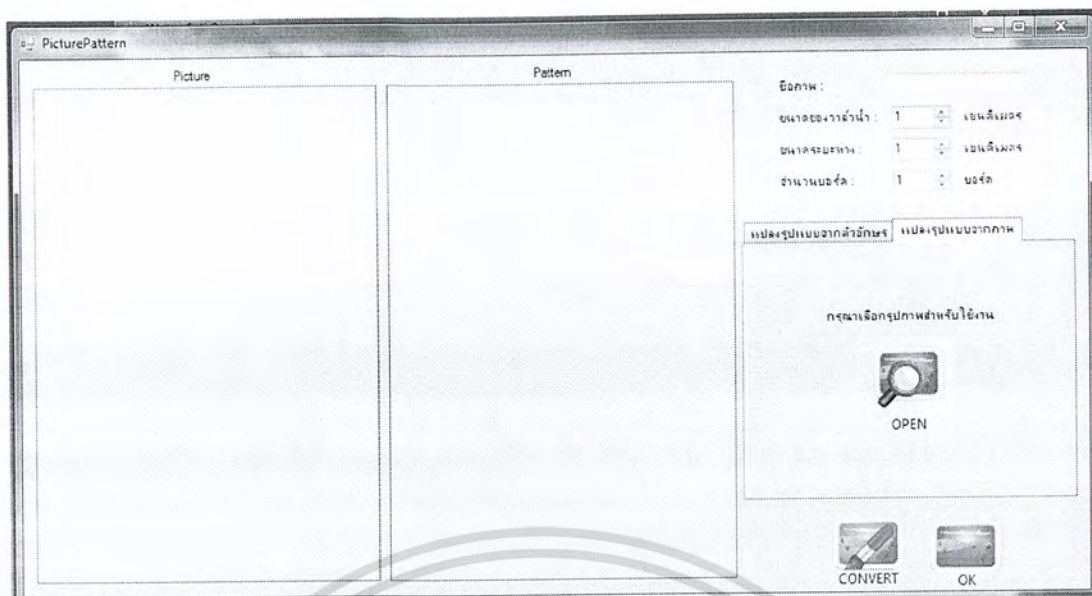 PicturePattern
Picture
Pattern
ชื่อภาพ :
ขนาดของวาล์วน้ำ : 1 เซนติเมตร
ขนาดระยะห่าง : 1 เซนติเมตร
จำนวนบอร์ด : 1 บอร์ด
แปลงรูปแบบจากตัวอักษร แปลงรูปแบบจากภาพ
กรุณาเลือกรูปภาพสำหรับใช้งาน
OPEN
CONVERT OK